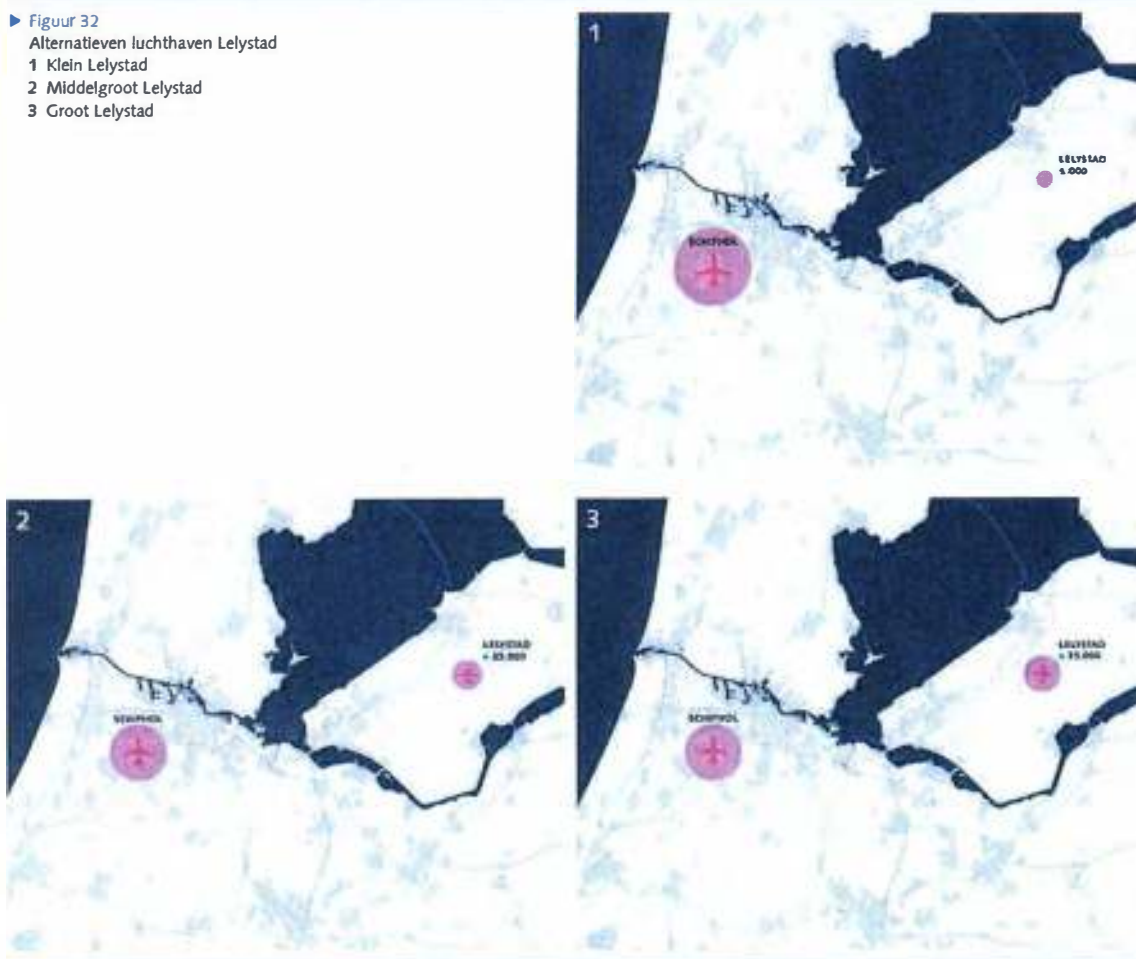 Figuur 32
Alternatieven luchthaven Lelystad
1 Klein Lelystad
2 Middelgroot Lelystad
3 Groot Lelystad
1
LELYSTAD
SCHIPHOL
2
LELYSTAD
SCHIPHOL
3
LELYSTAD
SCHIPHOL